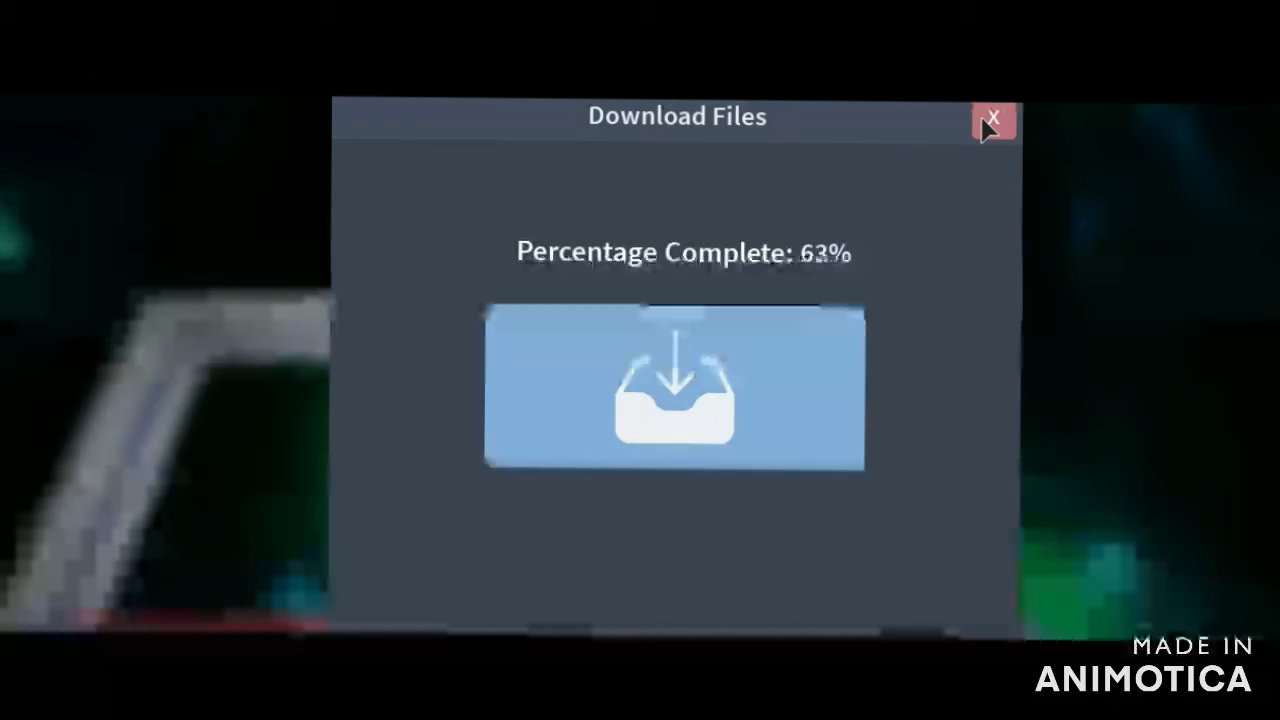 Download Files
X
Percentage Complete: 63%
MADE IN
ANIMOTICA